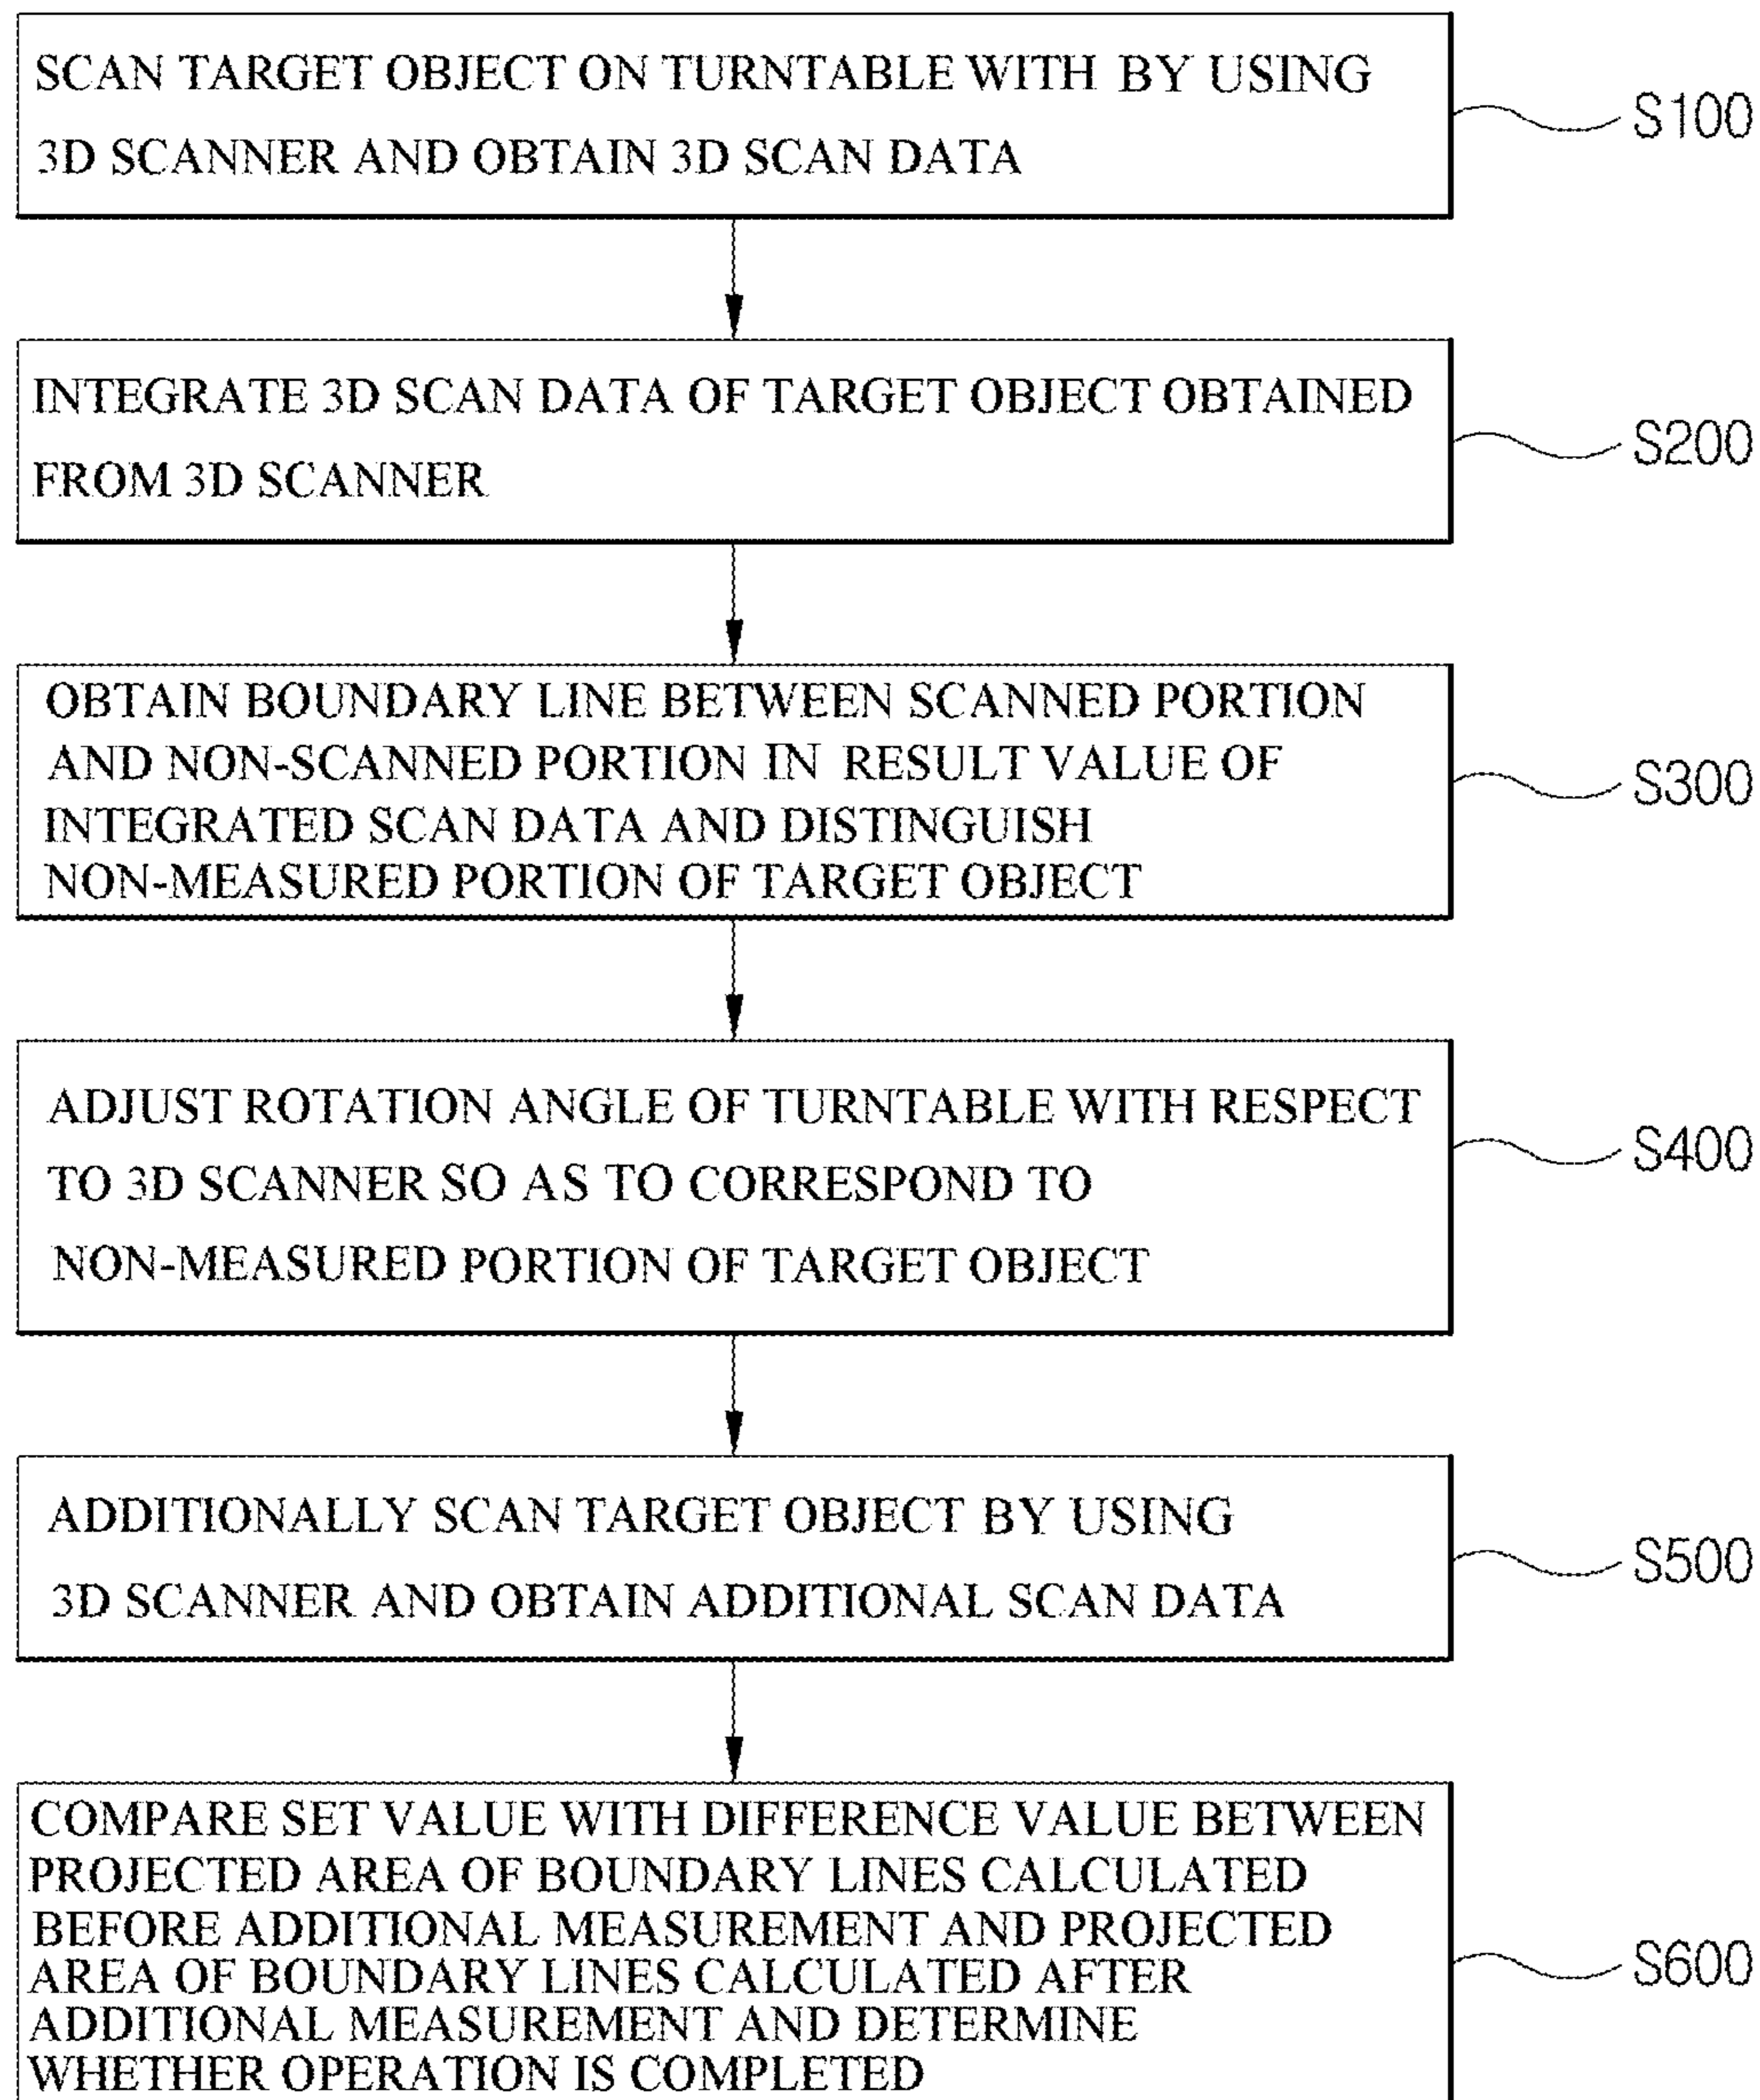 SCAN TARGET OBJECT ON TURNTABLE WITH BY USING
3D SCANNER AND OBTAIN 3D SCAN DATA
S100
INTEGRATE 3D SCAN DATA OF TARGET OBJECT OBTAINED
FROM 3D SCANNER
S200
OBTAIN BOUNDARY LINE BETWEEN SCANNED PORTION
AND NON-SCANNED PORTION IN RESULT VALUE OF
INTEGRATED SCAN DATA AND DISTINGUISH
NON-MEASURED PORTION OF TARGET OBJECT
S300
ADJUST ROTATION ANGLE OF TURNTABLE WITH RESPECT
TO 3D SCANNER SO AS TO CORRESPOND TO
NON-MEASURED PORTION OF TARGET OBJECT
S400
ADDITIONALLY SCAN TARGET OBJECT BY USING
3D SCANNER AND OBTAIN ADDITIONAL SCAN DATA
S500
COMPARE SET VALUE WITH DIFFERENCE VALUE BETWEEN
PROJECTED AREA OF BOUNDARY LINES CALCULATED
BEFORE ADDITIONAL MEASUREMENT AND PROJECTED
AREA OF BOUNDARY LINES CALCULATED AFTER
ADDITIONAL MEASUREMENT AND DETERMINE
WHETHER OPERATION IS COMPLETED
S600